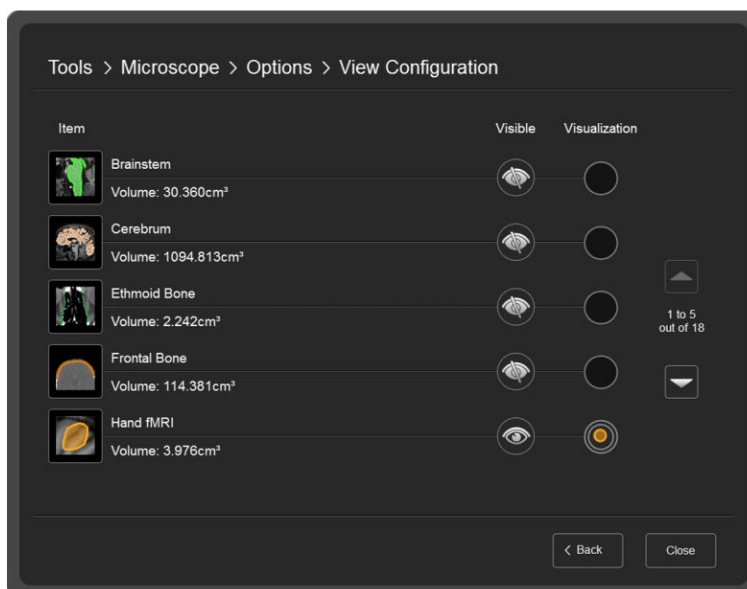 Tools > Microscope > Options > View Configuration
Item Visible Visualization
Brainstem
Volume: 30.360cm³
Cerebrum
Volume: 1094.813cm³
Ethmoid Bone
Volume: 2.242cm³
1 to 5
out of 18
Frontal Bone
Volume: 114.381cm³
Hand fMRI
Volume: 3.976cm³
< Back Close